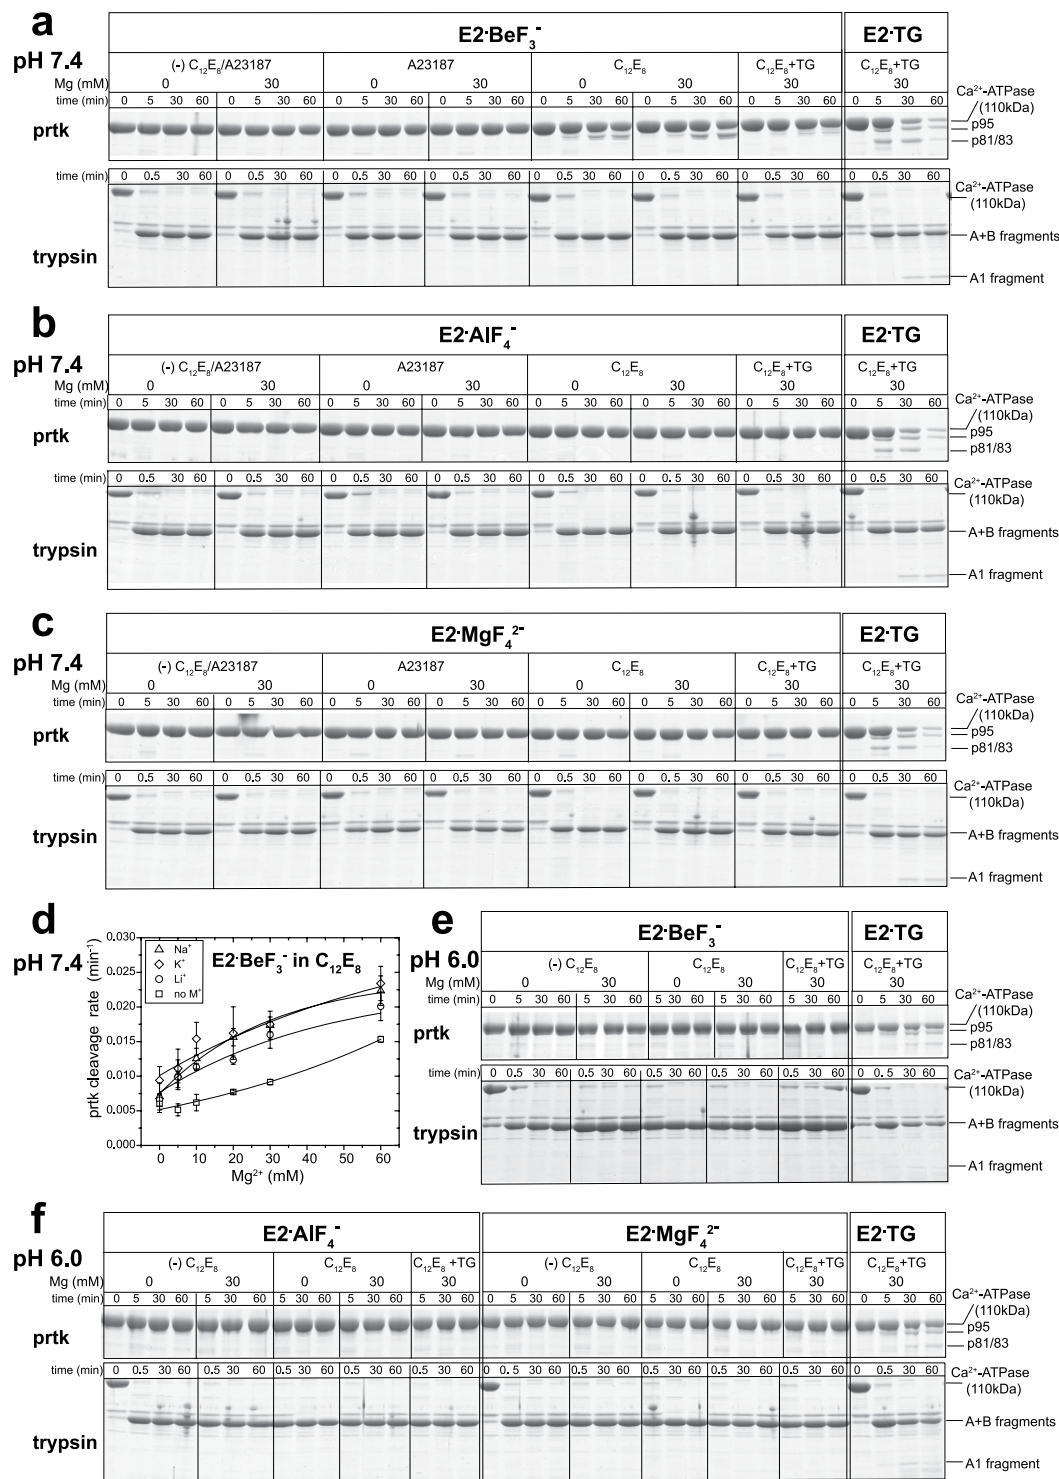 a
E2·BeF₃⁻ E2·TG
pH 7.4
(-) C₁₂E₈/A23187 A23187 C₁₂E₈ C₁₂E₈+TG C₁₂E₈+TG
Mg (mM) 0 30 0 30 0 30 30 30
time (min) 0 5 30 60 0 5 30 60 0 5 30 60 0 5 30 60 0 5 30 60 0 5 30 60 0 5 30 60 0 5 30 60
Ca²⁺-ATPase
(110kDa)
prtk
p95
p81/83
time (min) 0 0.5 30 60 0 0.5 30 60 0 0.5 30 60 0 0.5 30 60 0 0.5 30 60 0 0.5 30 60 0 0.5 30 60 0 0.5 30 60
Ca²⁺-ATPase
(110kDa)
A+B fragments
trypsin
A1 fragment
b
E2·AlF₄⁻ E2·TG
pH 7.4
(-) C₁₂E₈/A23187 A23187 C₁₂E₈ C₁₂E₈+TG C₁₂E₈+TG
Mg (mM) 0 30 0 30 0 30 30 30
time (min) 0 5 30 60 0 5 30 60 0 5 30 60 0 5 30 60 0 5 30 60 0 5 30 60 0 5 30 60 0 5 30 60
Ca²⁺-ATPase
(110kDa)
prtk
p95
p81/83
time (min) 0 0.5 30 60 0 0.5 30 60 0 0.5 30 60 0 0.5 30 60 0 0.5 30 60 0 0.5 30 60 0 0.5 30 60 0 0.5 30 60
Ca²⁺-ATPase
(110kDa)
A+B fragments
trypsin
A1 fragment
c
E2·MgF₄²⁻ E2·TG
pH 7.4
(-) C₁₂E₈/A23187 A23187 C₁₂E₈ C₁₂E₈+TG C₁₂E₈+TG
Mg (mM) 0 30 0 30 0 30 30 30
time (min) 0 5 30 60 0 5 30 60 0 5 30 60 0 5 30 60 0 5 30 60 0 5 30 60 0 5 30 60 0 5 30 60
Ca²⁺-ATPase
(110kDa)
prtk
p95
p81/83
time (min) 0 0.5 30 60 0 0.5 30 60 0 0.5 30 60 0 0.5 30 60 0 0.5 30 60 0 0.5 30 60 0 0.5 30 60 0 0.5 30 60
Ca²⁺-ATPase
(110kDa)
A+B fragments
trypsin
A1 fragment
d
pH 7.4
E2·BeF₃⁻ in C₁₂E₈
Na⁺
K⁺
Li⁺
no M⁺
prtk cleavage rate (min⁻¹)
0.030
0.025
0.020
0.015
0.010
0.005
0.000
0 10 20 30 40 50 60
Mg²⁺ (mM)
e
E2·BeF₃⁻ E2·TG
pH 6.0
(-) C₁₂E₈ C₁₂E₈ C₁₂E₈+TG C₁₂E₈+TG
Mg (mM) 0 30 0 30 30 30
time (min) 0 5 30 60 5 30 60 5 30 60 5 30 60 5 30 60 0 5 30 60
Ca²⁺-ATPase
(110kDa)
prtk
p95
p81/83
time (min) 0 0.5 30 60 0.5 30 60 0.5 30 60 0.5 30 60 0.5 30 60 0 0.5 30 60
Ca²⁺-ATPase
(110kDa)
A+B fragments
trypsin
A1 fragment
f
E2·AlF₄⁻ E2·MgF₄²⁻ E2·TG
pH 6.0
(-) C₁₂E₈ C₁₂E₈ C₁₂E₈ +TG (-) C₁₂E₈ C₁₂E₈ C₁₂E₈+TG C₁₂E₈+TG
Mg (mM) 0 30 0 30 30 0 30 0 30 30 30
time (min) 0 5 30 60 5 30 60 5 30 60 5 30 60 5 30 60 0 5 30 60 5 30 60 5 30 60 5 30 60 5 30 60 0 5 30 60
Ca²⁺-ATPase
(110kDa)
prtk
p95
p81/83
time (min) 0 0.5 30 60 0.5 30 60 0.5 30 60 0.5 30 60 0.5 30 60 0 0.5 30 60 0.5 30 60 0.5 30 60 0.5 30 60 0.5 30 60 0 0.5 30 60
Ca²⁺-ATPase
(110kDa)
A+B fragments
trypsin
A1 fragment